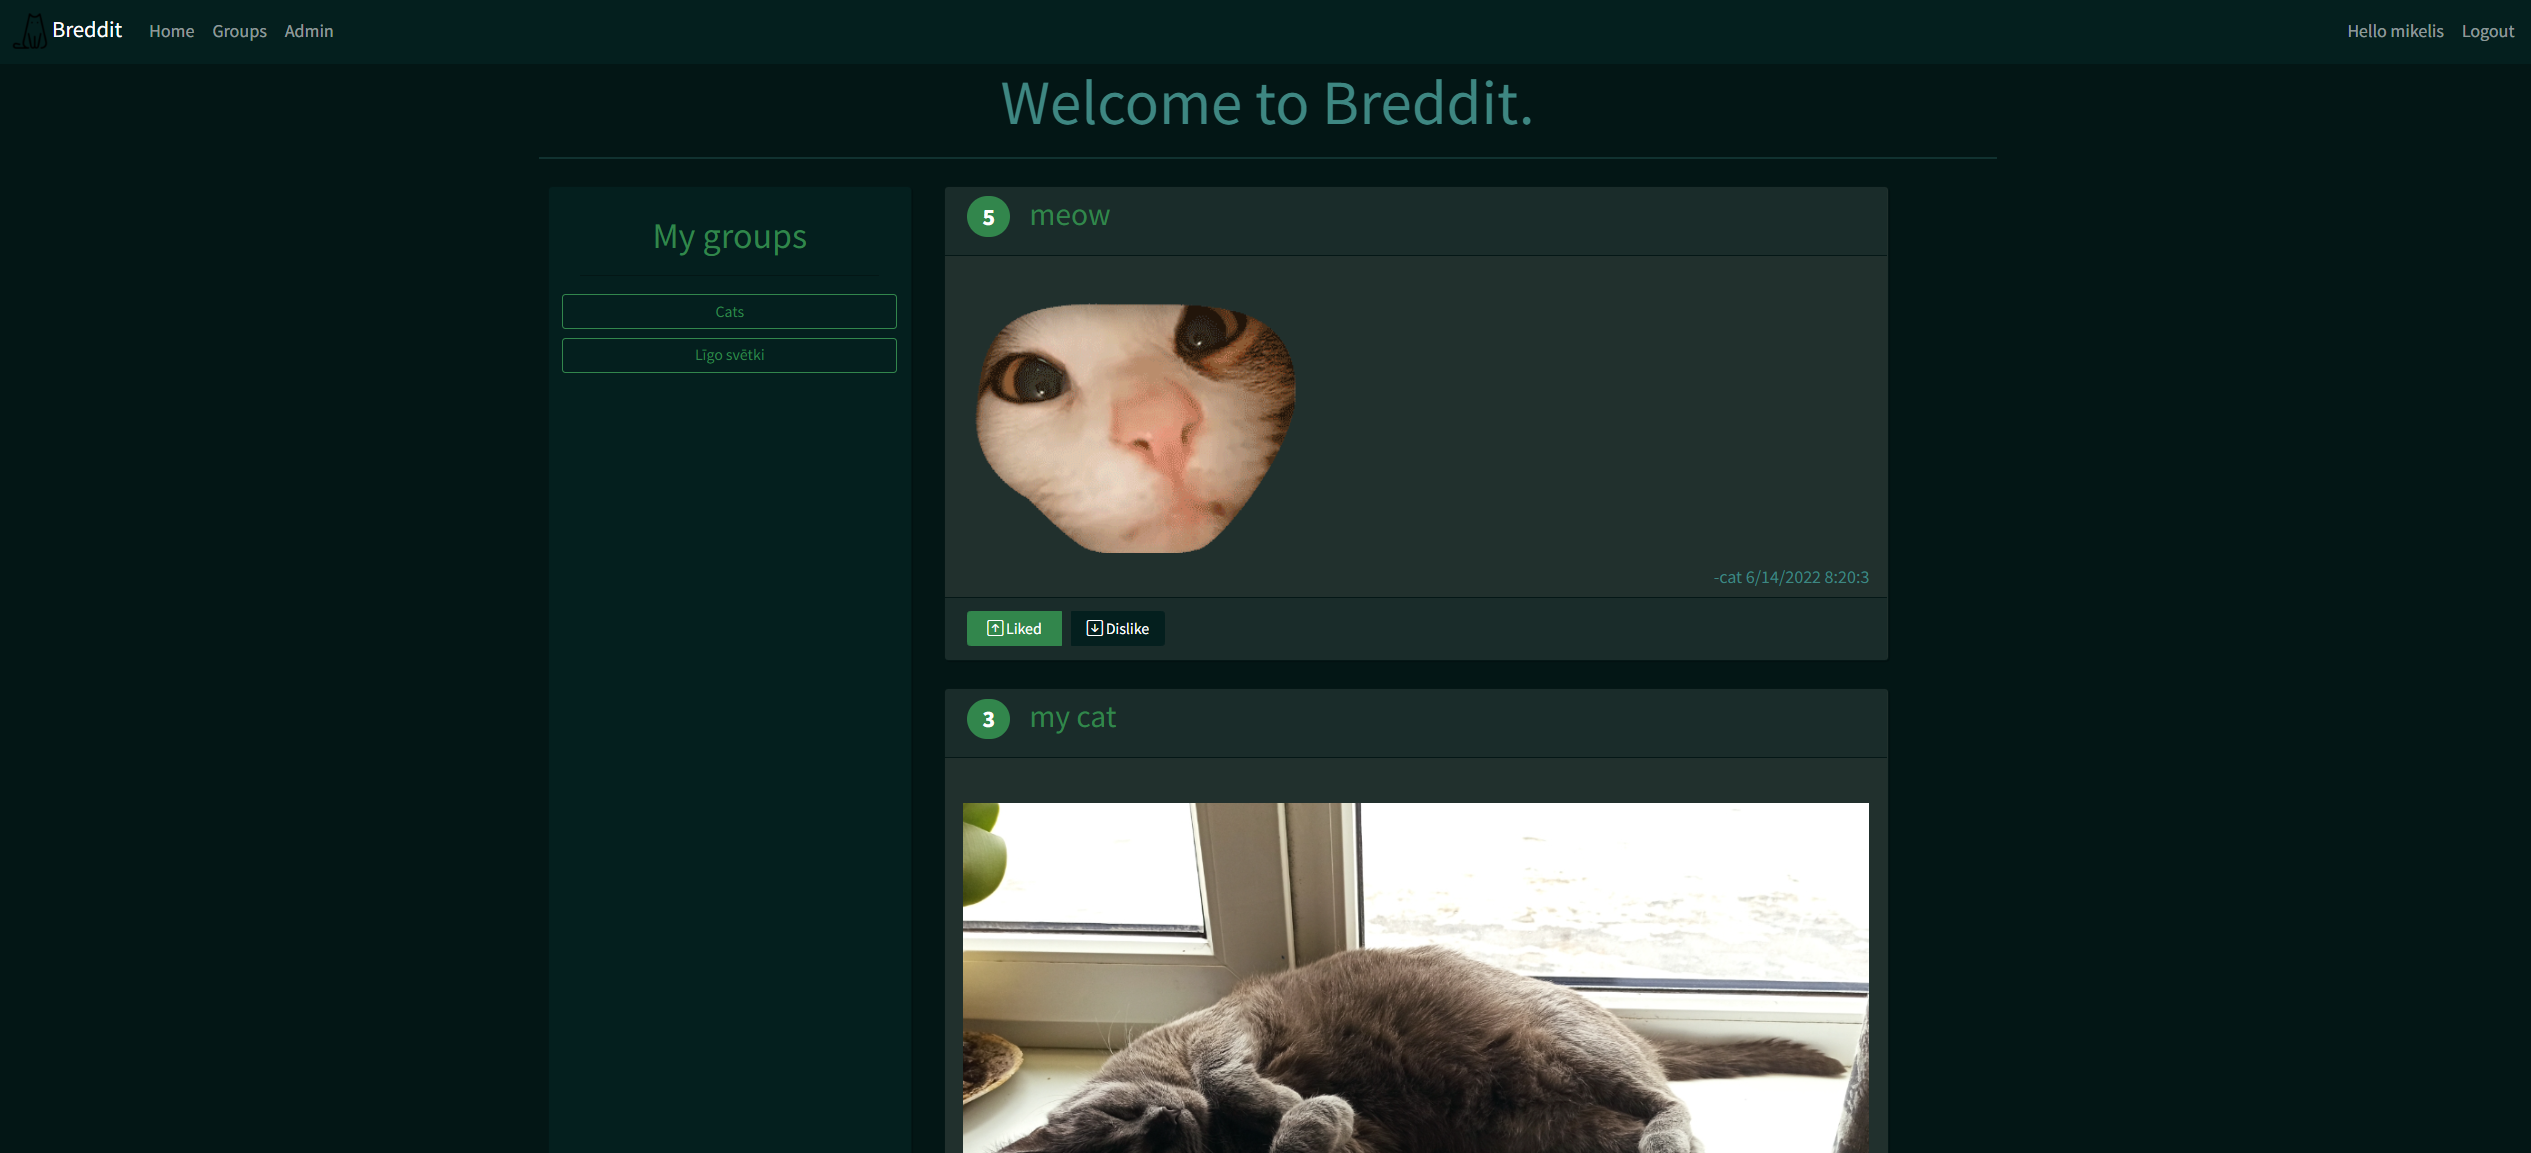 Breddit Home Groups Admin Hello mikelis Logout
Welcome to Breddit.
My groups
Cats
Līgo svētki
5 meow
-cat 6/14/2022 8:20:3
Liked Dislike
3 my cat